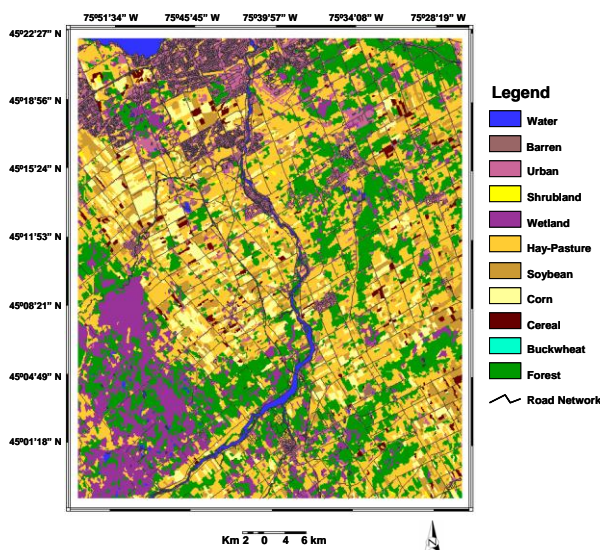 75º51'34" W 75º45'45" W 75º39'57" W 75º34'08" W 75º28'19" W
45º22'27" N
45º18'56" N
45º15'24" N
45º11'53" N
45º08'21" N
45º04'49" N
45º01'18" N
Legend
Water
Barren
Urban
Shrubland
Wetland
Hay-Pasture
Soybean
Corn
Cereal
Buckwheat
Forest
Road Network
Km 2 0 4 6 km
N